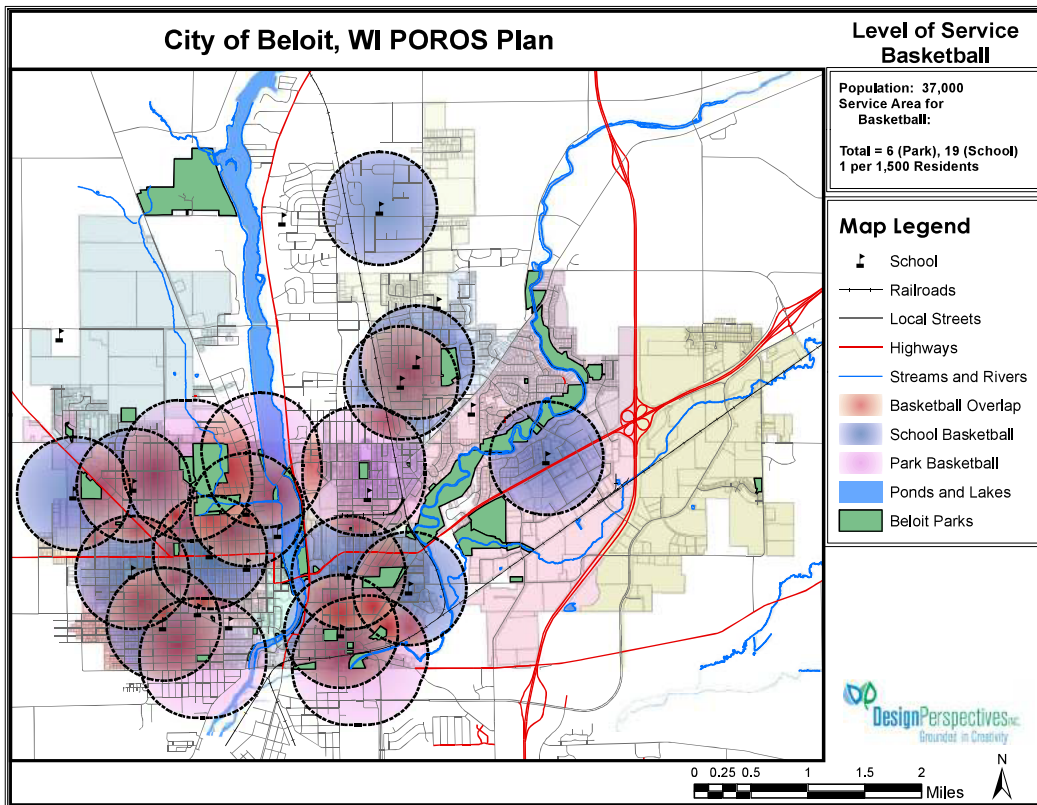 City of Beloit, WI POROS Plan
Level of Service
Basketball
Population: 37,000
Service Area for
Basketball:
Total = 6 (Park), 19 (School)
1 per 1,500 Residents
Map Legend
School
Railroads
Local Streets
Highways
Streams and Rivers
Basketball Overlap
School Basketball
Park Basketball
Ponds and Lakes
Beloit Parks
DesignPerspectives INC.
Grounded in Creativity
N
0 0.25 0.5 1 1.5 2
Miles